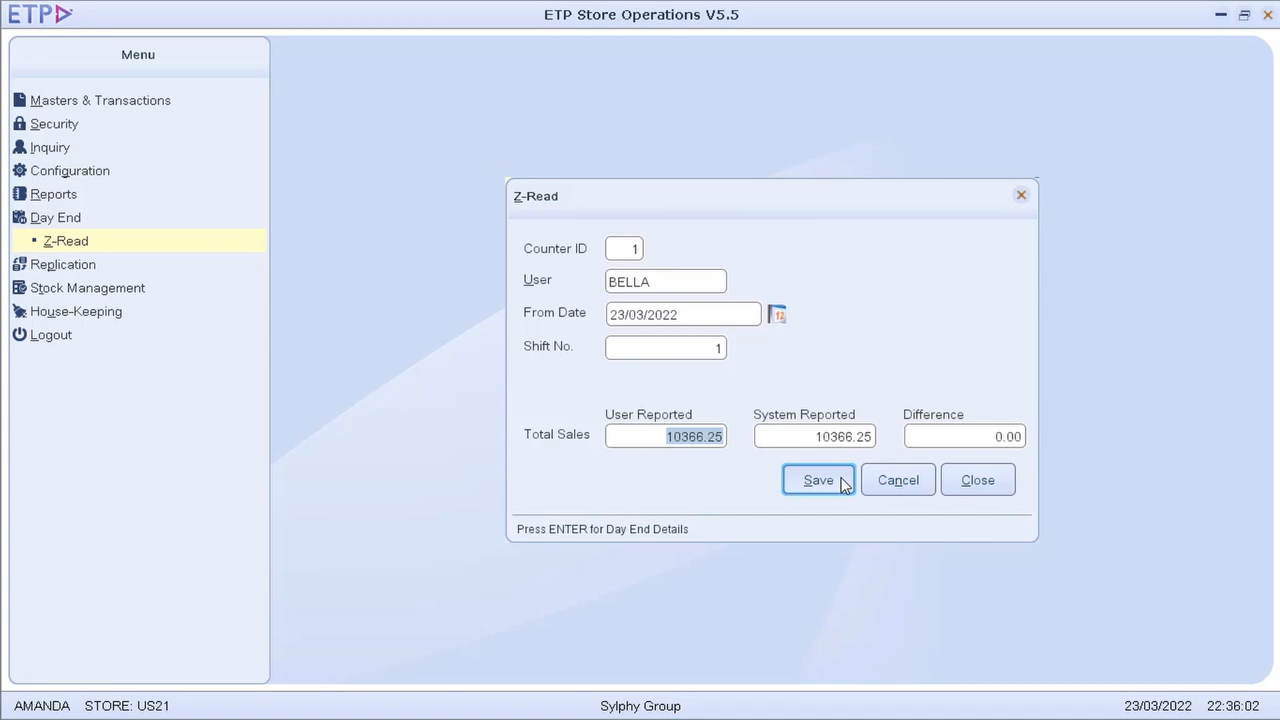 ETP
ETP Store Operations V5.5
Menu
Masters & Transactions
Security
Inquiry
Configuration
Reports
Day End
Z-Read
Replication
Stock Management
House-Keeping
Logout
Z-Read
Counter ID 1
User BELLA
From Date 23/03/2022 12
Shift No. 1
User Reported System Reported Difference
Total Sales 10366.25 10366.25 0.00
Save Cancel Close
Press ENTER for Day End Details
AMANDA STORE: US21 Sylphy Group 23/03/2022 22:36:02